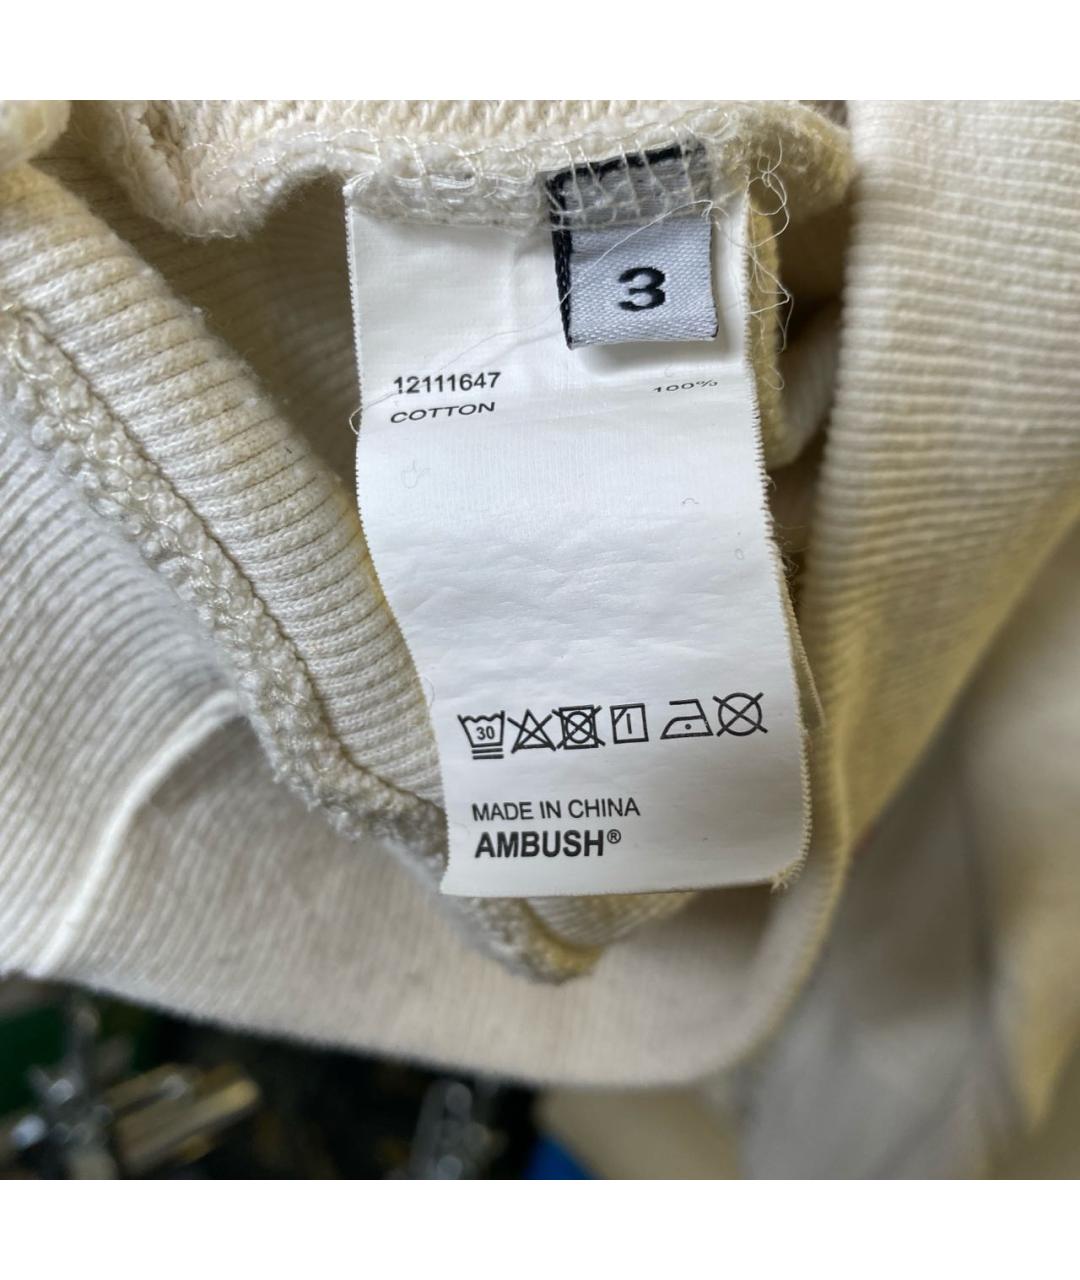 3
12111647
COTTON 100%
30
MADE IN CHINA
AMBUSH®